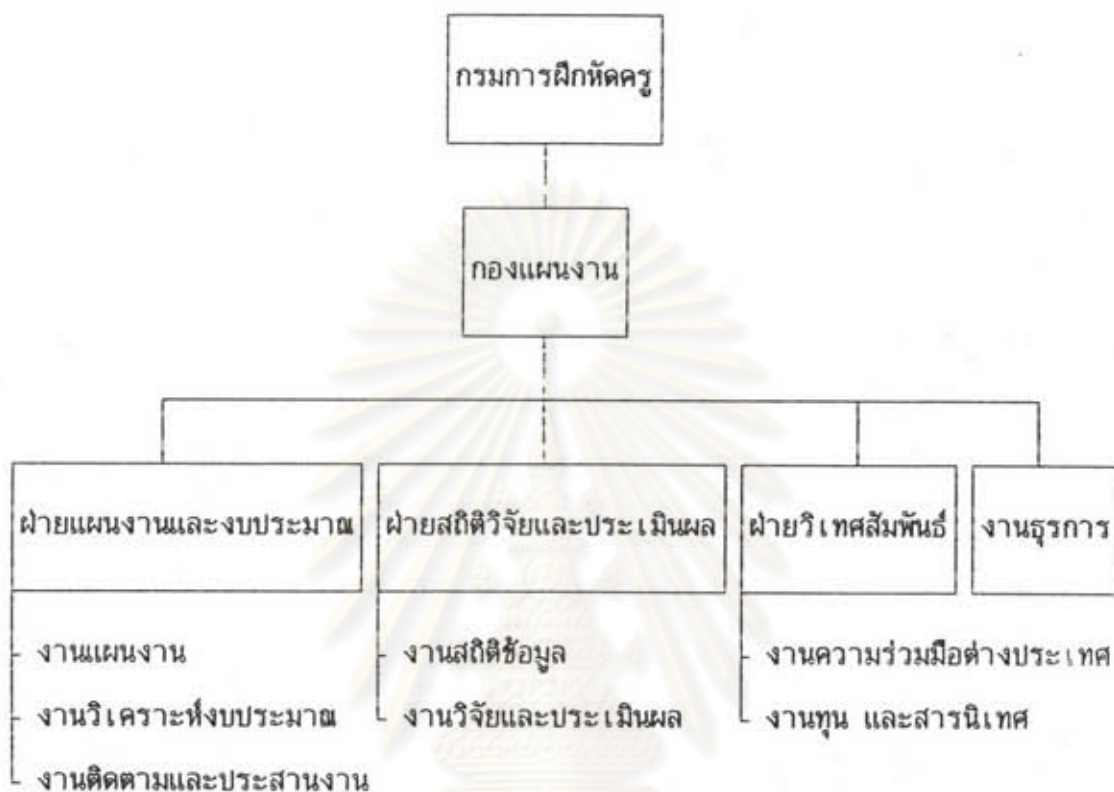 กรมการฝึกหัดครู
กองแผนงาน
ฝ่ายแผนงานและงบประมาณ
ฝ่ายสถิติวิจัยและประเมินผล
ฝ่ายวิเทศสัมพันธ์
งานธุรการ
- งานแผนงาน
- งานวิเคราะห์งบประมาณ
- งานติดตามและประสานงาน
- งานสถิติข้อมูล
- งานวิจัยและประเมินผล
- งานความร่วมมือต่างประเทศ
- งานทุน และสารนิเทศ